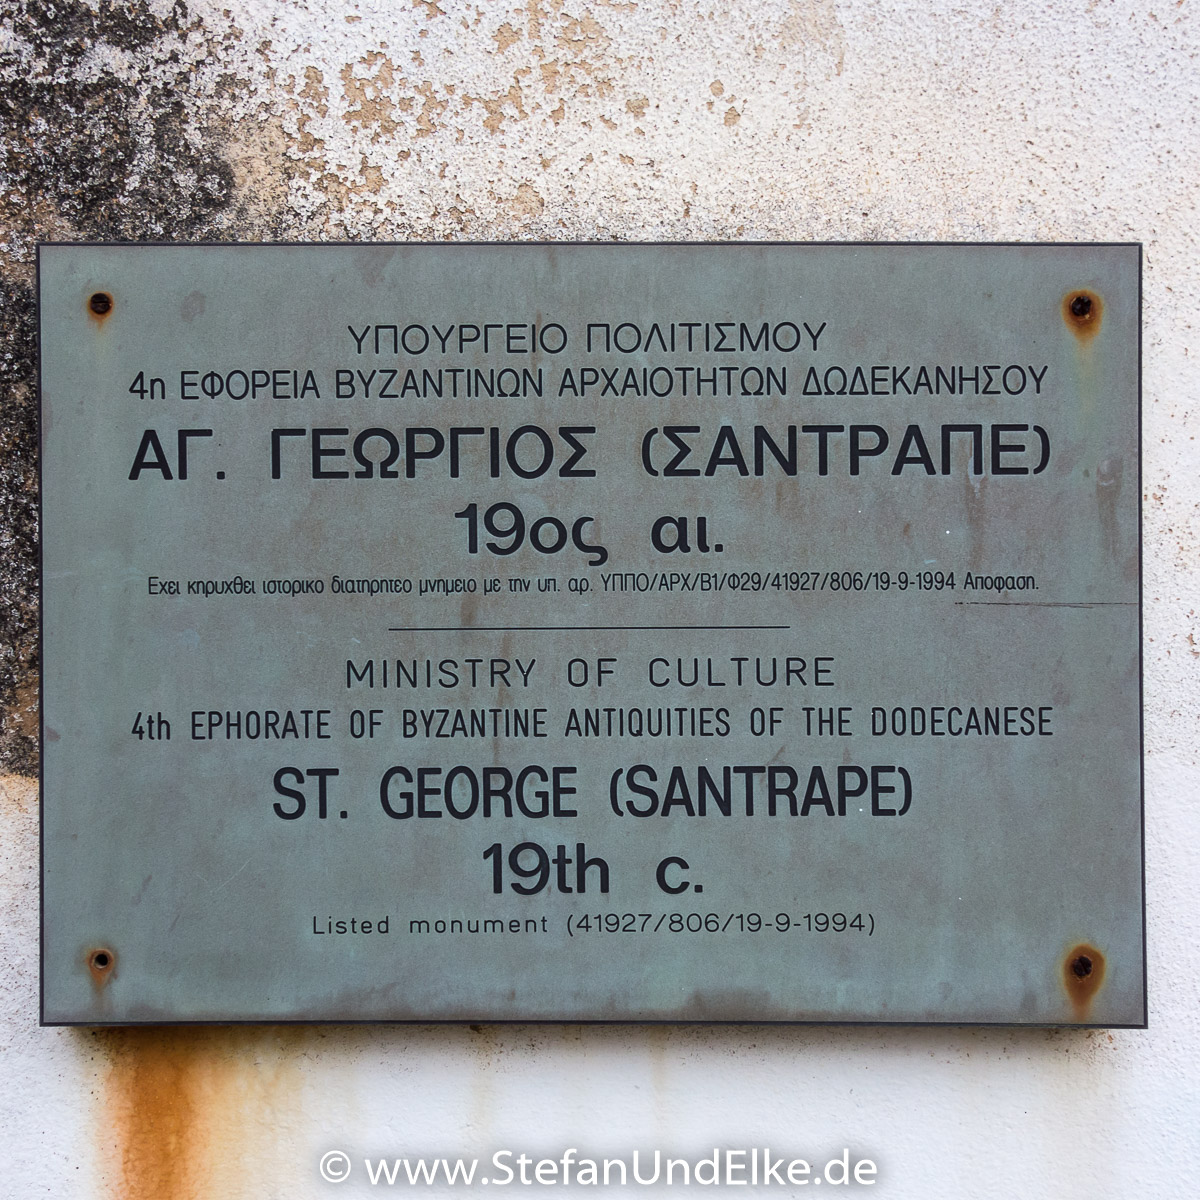 ΥΠΟΥΡΓΕΙΟ ΠΟΛΙΤΙΣΜΟΥ
4η ΕΦΟΡΕΙΑ ΒΥΖΑΝΤΙΝΩΝ ΑΡΧΑΙΟΤΗΤΩΝ ΔΩΔΕΚΑΝΗΣΟΥ
ΑΓ. ΓΕΩΡΓΙΟΣ (ΣΑΝΤΡΑΠΕ)
19ος αι.
Εχει κηρυχθει ιστορικο διατηρητεο μνημειο με την υπ. αρ. ΥΠΠΟ/ΑΡΧ/Β1/Φ29/41927/806/19-9-1994 Αποφαση.
MINISTRY OF CULTURE
4th EPHORATE OF BYZANTINE ANTIQUITIES OF THE DODECANESE
ST. GEORGE (SANTRAPE)
19th c.
Listed monument (41927/806/19-9-1994)
© www.StefanUndElke.de